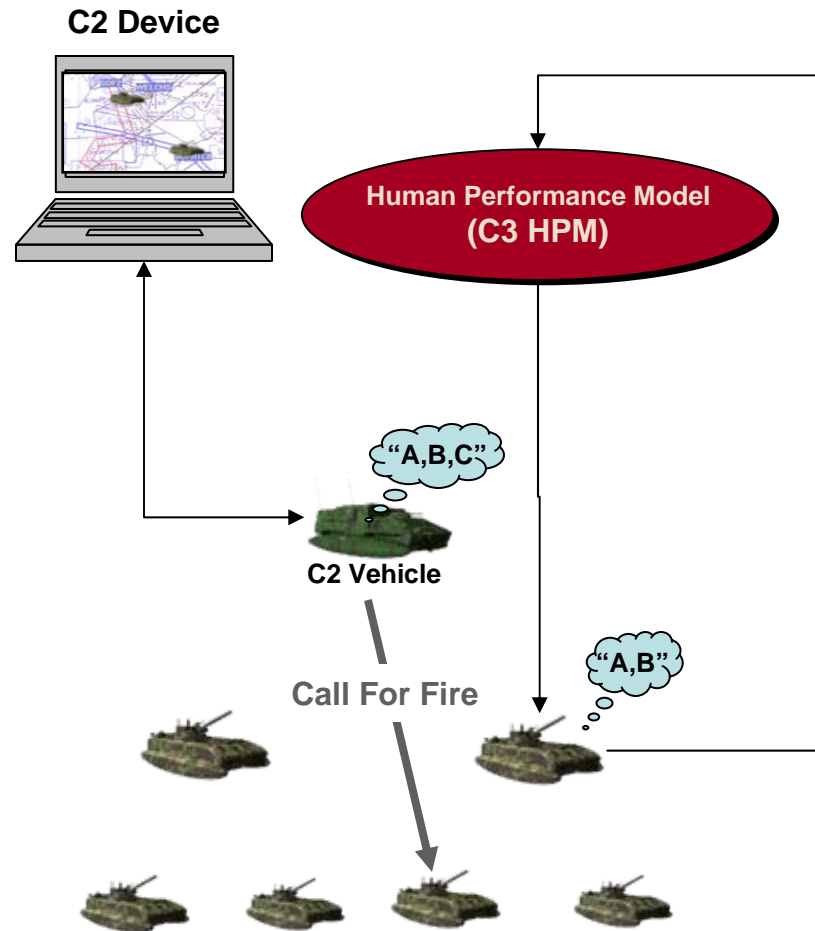 C2 Device
Human Performance Model
(C3 HPM)
“A,B,C”
C2 Vehicle
“A,B”
Call For Fire